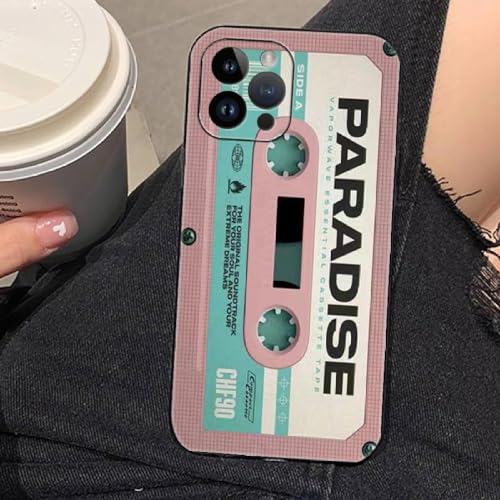 SIDE A
PARADISE
VAPORWAVE ESSENTIAL CASSETTE TAPE
THE ORIGINAL SOUNDTRACK
FOR YOUR SOUL AND YOUR
EXTREME DREAMS
CHF90